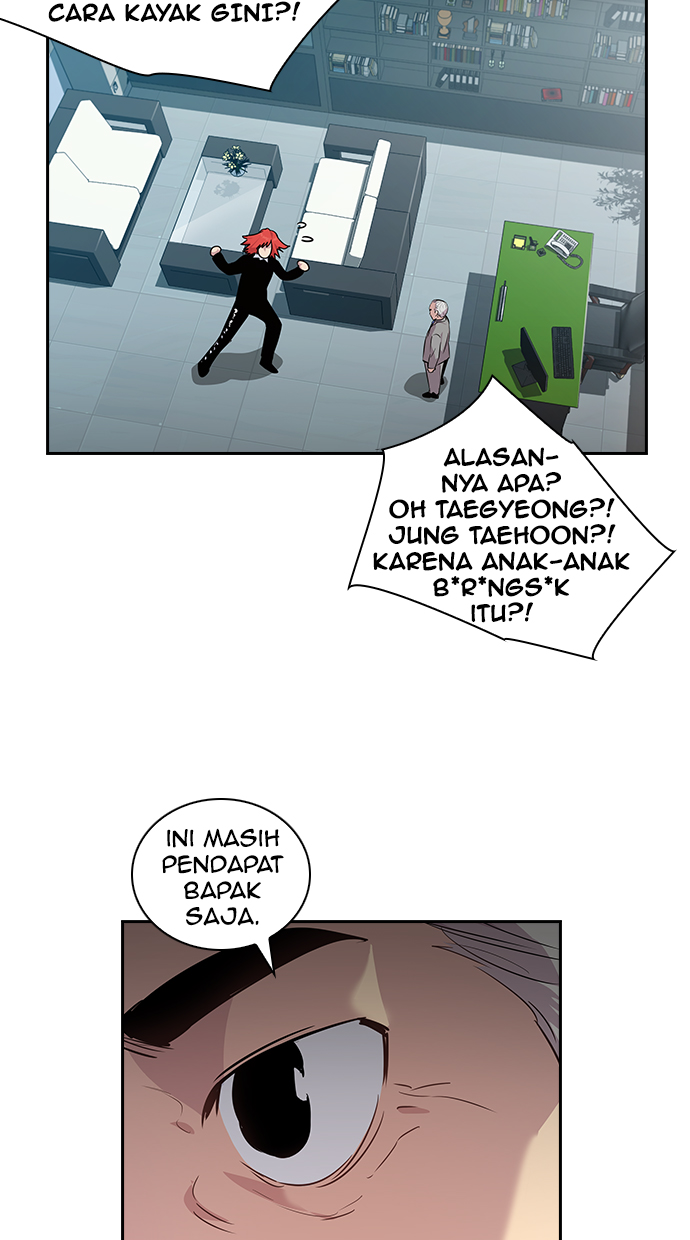 CARA KAYAK GINI?!
ALASAN-
NYA APA?
OH TAEGYEONG?!
JUNG TAEHOON?!
KARENA ANAK-ANAK
B*R*NGS*K
ITU?!
INI MASIH
PENDAPAT
BAPAK
SAJA.